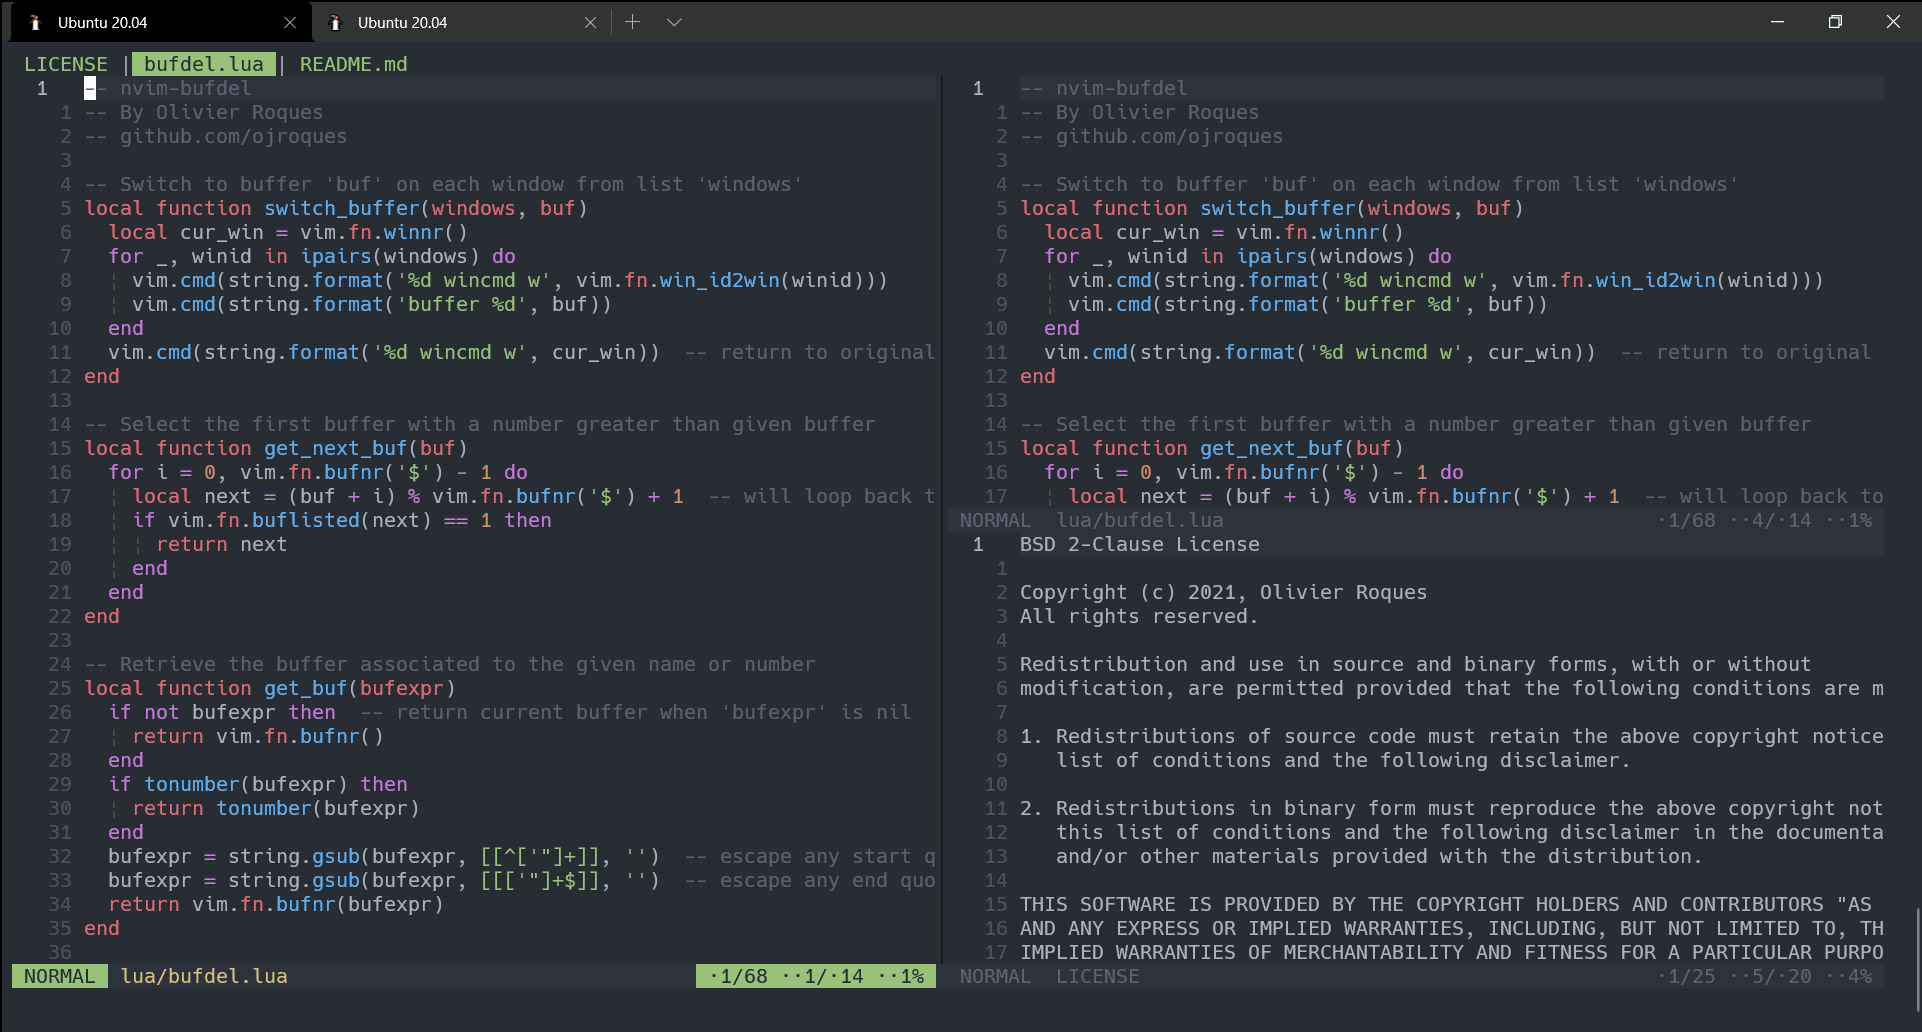 Ubuntu 20.04
Ubuntu 20.04
LICENSE | bufdel.lua | README.md
1 -- nvim-bufdel
1 -- By Olivier Roques
2 -- github.com/ojroques
3
4 -- Switch to buffer 'buf' on each window from list 'windows'
5 local function switch_buffer(windows, buf)
6 local cur_win = vim.fn.winnr()
7 for _, winid in ipairs(windows) do
8 ¦ vim.cmd(string.format('%d wincmd w', vim.fn.win_id2win(winid)))
9 ¦ vim.cmd(string.format('buffer %d', buf))
10 end
11 vim.cmd(string.format('%d wincmd w', cur_win)) -- return to original
12 end
13
14 -- Select the first buffer with a number greater than given buffer
15 local function get_next_buf(buf)
16 for i = 0, vim.fn.bufnr('$') - 1 do
17 ¦ local next = (buf + i) % vim.fn.bufnr('$') + 1 -- will loop back t
18 ¦ if vim.fn.buflisted(next) == 1 then
19 ¦ ¦ return next
20 ¦ end
21 end
22 end
23
24 -- Retrieve the buffer associated to the given name or number
25 local function get_buf(bufexpr)
26 if not bufexpr then -- return current buffer when 'bufexpr' is nil
27 ¦ return vim.fn.bufnr()
28 end
29 if tonumber(bufexpr) then
30 ¦ return tonumber(bufexpr)
31 end
32 bufexpr = string.gsub(bufexpr, [[^['"]+]], '') -- escape any start q
33 bufexpr = string.gsub(bufexpr, [[['"]+$]], '') -- escape any end quo
34 return vim.fn.bufnr(bufexpr)
35 end
36
NORMAL lua/bufdel.lua ·1/68 ··1/·14 ··1%
1 -- nvim-bufdel
1 -- By Olivier Roques
2 -- github.com/ojroques
3
4 -- Switch to buffer 'buf' on each window from list 'windows'
5 local function switch_buffer(windows, buf)
6 local cur_win = vim.fn.winnr()
7 for _, winid in ipairs(windows) do
8 ¦ vim.cmd(string.format('%d wincmd w', vim.fn.win_id2win(winid)))
9 ¦ vim.cmd(string.format('buffer %d', buf))
10 end
11 vim.cmd(string.format('%d wincmd w', cur_win)) -- return to original
12 end
13
14 -- Select the first buffer with a number greater than given buffer
15 local function get_next_buf(buf)
16 for i = 0, vim.fn.bufnr('$') - 1 do
17 ¦ local next = (buf + i) % vim.fn.bufnr('$') + 1 -- will loop back to
NORMAL lua/bufdel.lua ·1/68 ··4/·14 ··1%
1 BSD 2-Clause License
1
2 Copyright (c) 2021, Olivier Roques
3 All rights reserved.
4
5 Redistribution and use in source and binary forms, with or without
6 modification, are permitted provided that the following conditions are m
7
8 1. Redistributions of source code must retain the above copyright notice
9 list of conditions and the following disclaimer.
10
11 2. Redistributions in binary form must reproduce the above copyright not
12 this list of conditions and the following disclaimer in the documenta
13 and/or other materials provided with the distribution.
14
15 THIS SOFTWARE IS PROVIDED BY THE COPYRIGHT HOLDERS AND CONTRIBUTORS "AS
16 AND ANY EXPRESS OR IMPLIED WARRANTIES, INCLUDING, BUT NOT LIMITED TO, TH
17 IMPLIED WARRANTIES OF MERCHANTABILITY AND FITNESS FOR A PARTICULAR PURPO
NORMAL LICENSE ·1/25 ··5/·20 ··4%